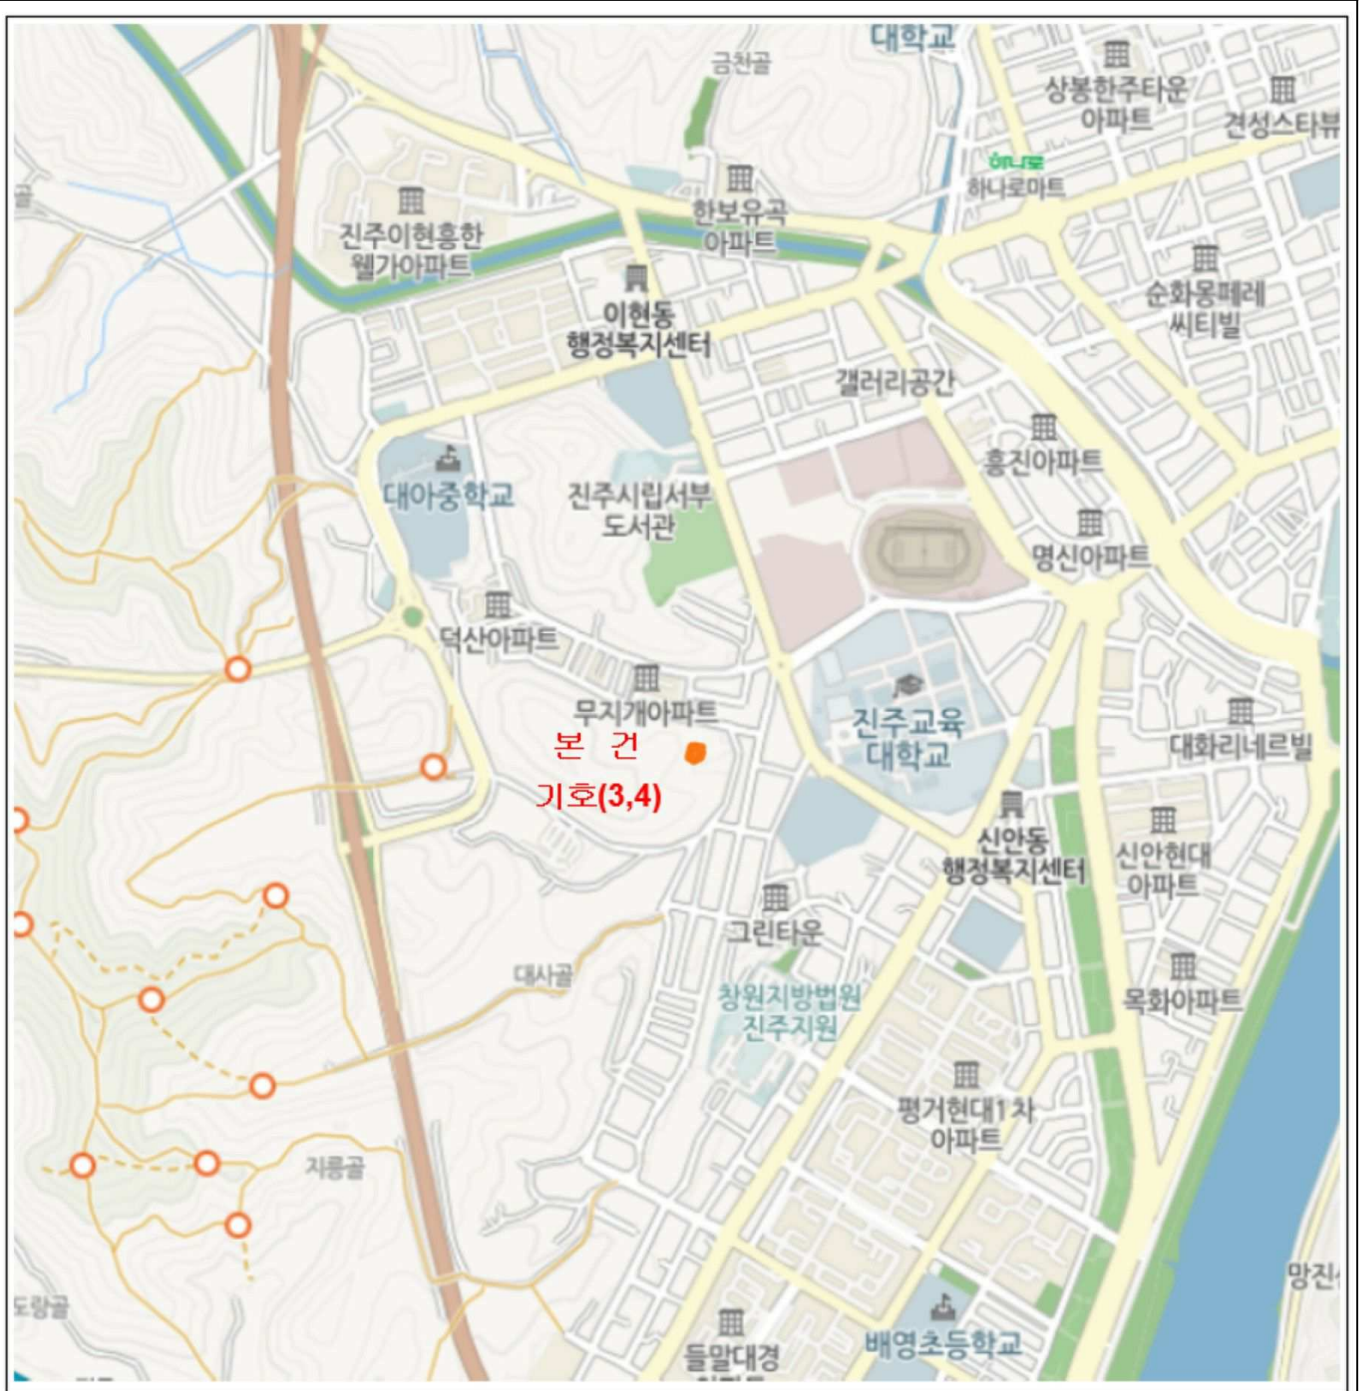 대학교
금천골
상봉한주타운
아파트
견성스타뷰
하나로
하나로마트
골
한보유곡
아파트
진주이현흥한
웰가아파트
순화몽페레
씨티빌
이현동
행정복지센터
갤러리공간
흥진아파트
대아중학교
진주시립서부
도서관
명신아파트
덕산아파트
무지개아파트
진주교육
대학교
대화리네르빌
본 건
기호(3,4)
신안동
행정복지센터
신안현대
아파트
그린타운
대사골
창원지방법원
진주지원
목화아파트
평거현대1차
아파트
지릉골
도랑골
망진
배영초등학교
들말대경